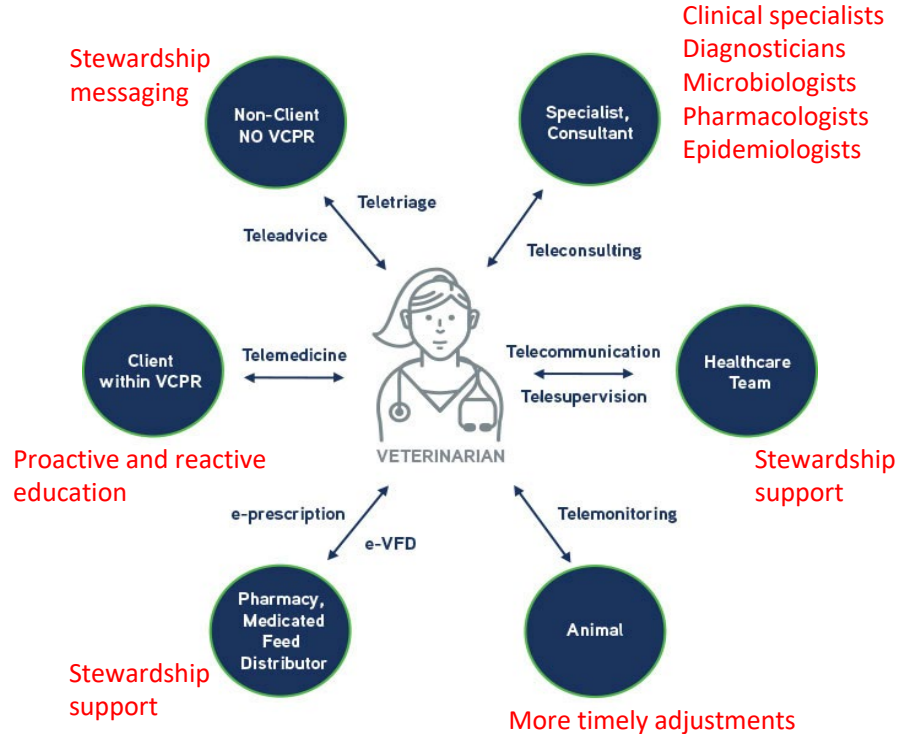 Clinical specialists
Diagnosticians
Microbiologists
Pharmacologists
Epidemiologists
Stewardship
messaging
Non-Client
NO VCPR
Specialist,
Consultant
Teletriage
Teleadvice
Teleconsulting
Client
within VCPR
Telemedicine
Telecommunication
Telesupervision
Healthcare
Team
VETERINARIAN
Proactive and reactive
education
Stewardship
support
e-prescription
e-VFD
Telemonitoring
Pharmacy,
Medicated
Feed
Distributor
Animal
Stewardship
support
More timely adjustments